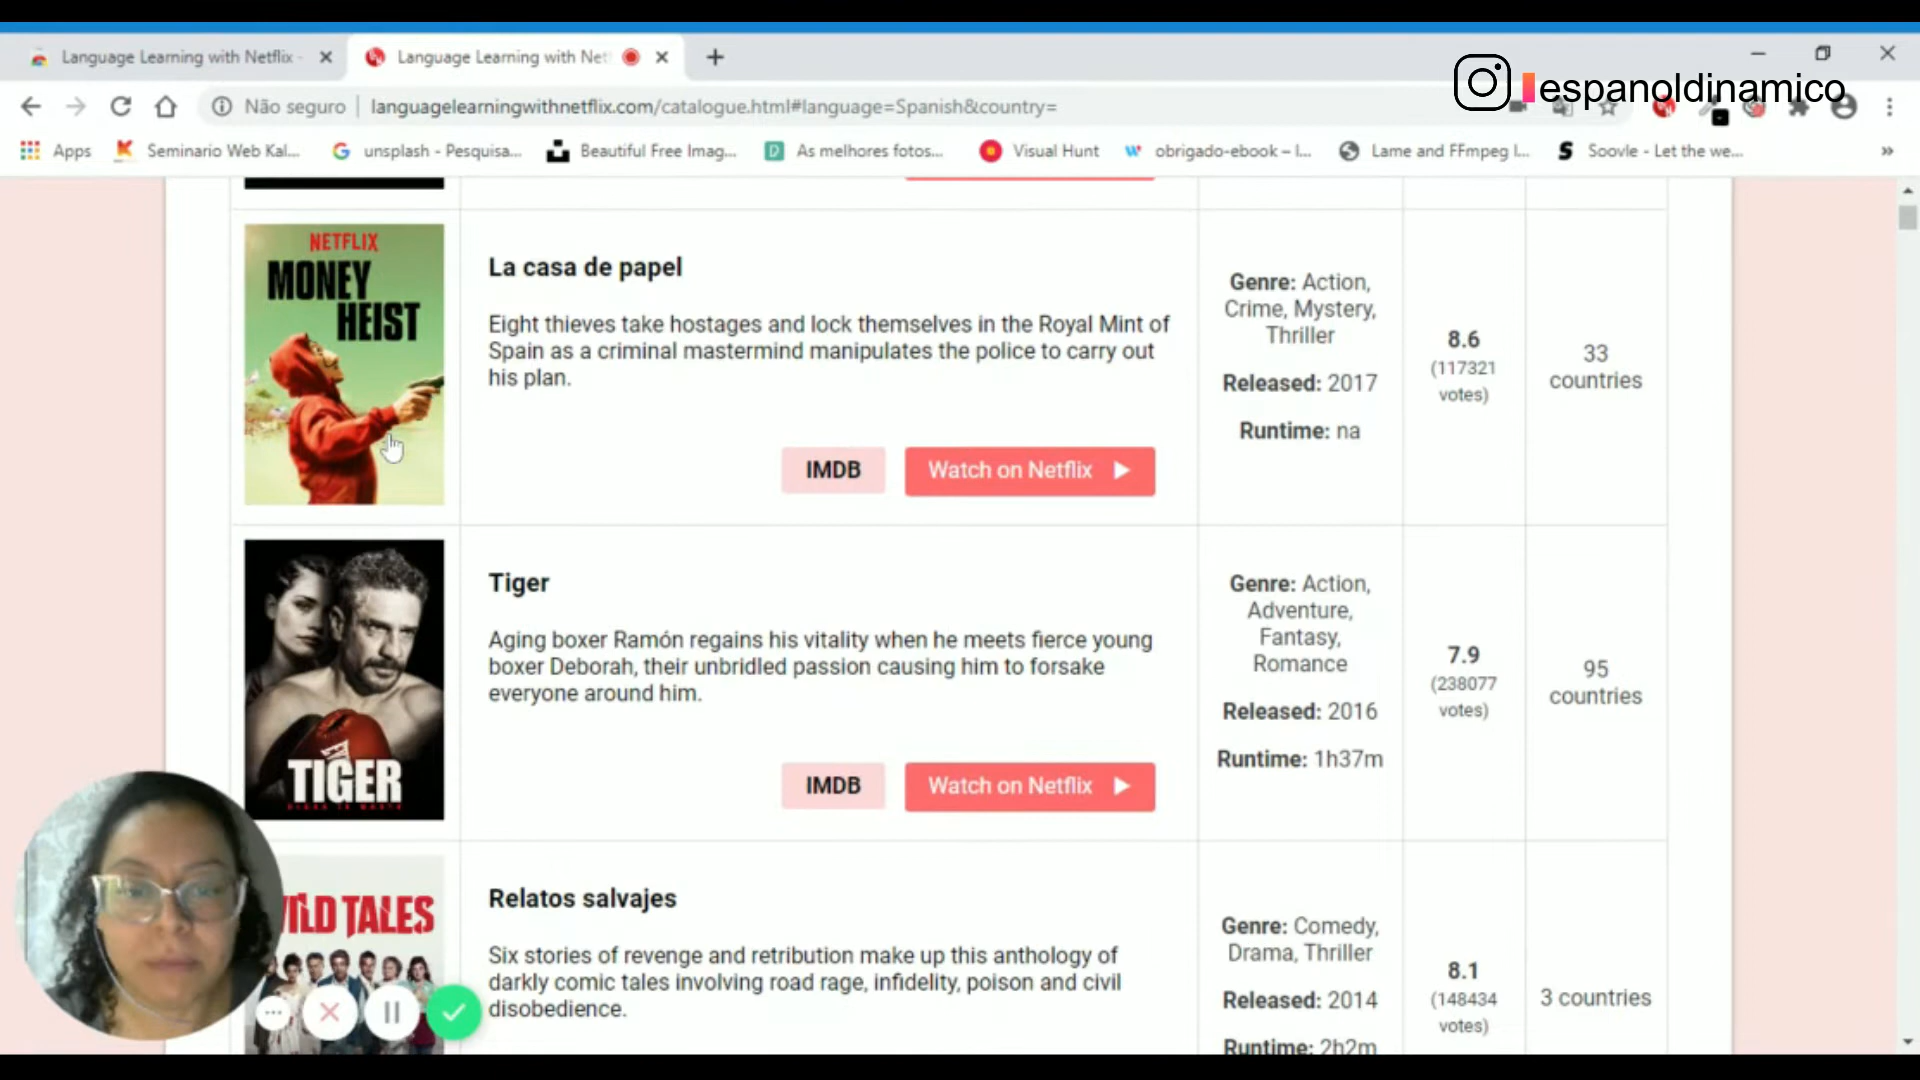 Language Learning with Netflix -
Language Learning with Net
espanoldinamico
Não seguro
languagelearningwithnetflix.com/catalogue.html#language=Spanish&country=
Apps
Seminario Web Kal...
unsplash - Pesquisa...
Beautiful Free Imag...
As melhores fotos...
Visual Hunt
obrigado-ebook – I...
Lame and FFmpeg I...
Soovle - Let the we...
»
NETFLIX
MONEY
HEIST
La casa de papel
Eight thieves take hostages and lock themselves in the Royal Mint of
Spain as a criminal mastermind manipulates the police to carry out
his plan.
IMDB
Watch on Netflix
Genre: Action,
Crime, Mystery,
Thriller
Released: 2017
Runtime: na
8.6
(117321
votes)
33
countries
TIGER
Tiger
Aging boxer Ramón regains his vitality when he meets fierce young
boxer Deborah, their unbridled passion causing him to forsake
everyone around him.
IMDB
Watch on Netflix
Genre: Action,
Adventure,
Fantasy,
Romance
Released: 2016
Runtime: 1h37m
7.9
(238077
votes)
95
countries
ILD TALES
Relatos salvajes
Six stories of revenge and retribution make up this anthology of
darkly comic tales involving road rage, infidelity, poison and civil
disobedience.
Genre: Comedy,
Drama, Thriller
Released: 2014
Runtime: 2h2m
8.1
(148434
votes)
3 countries